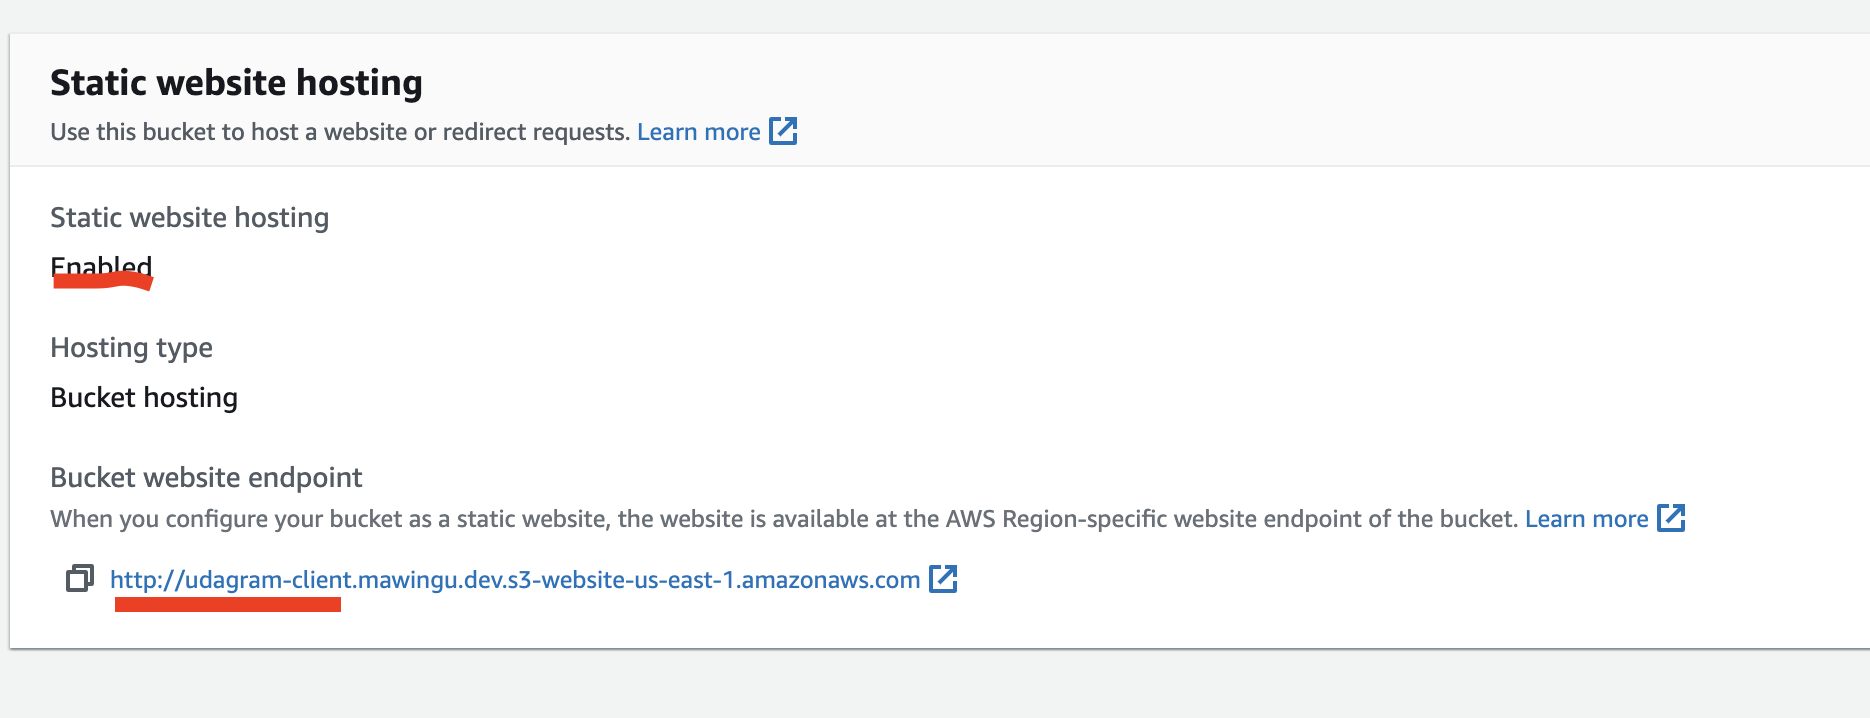 Static website hosting
Use this bucket to host a website or redirect requests. Learn more
Static website hosting
Enabled
Hosting type
Bucket hosting
Bucket website endpoint
When you configure your bucket as a static website, the website is available at the AWS Region-specific website endpoint of the bucket. Learn more
http://udagram-client.mawingu.dev.s3-website-us-east-1.amazonaws.com